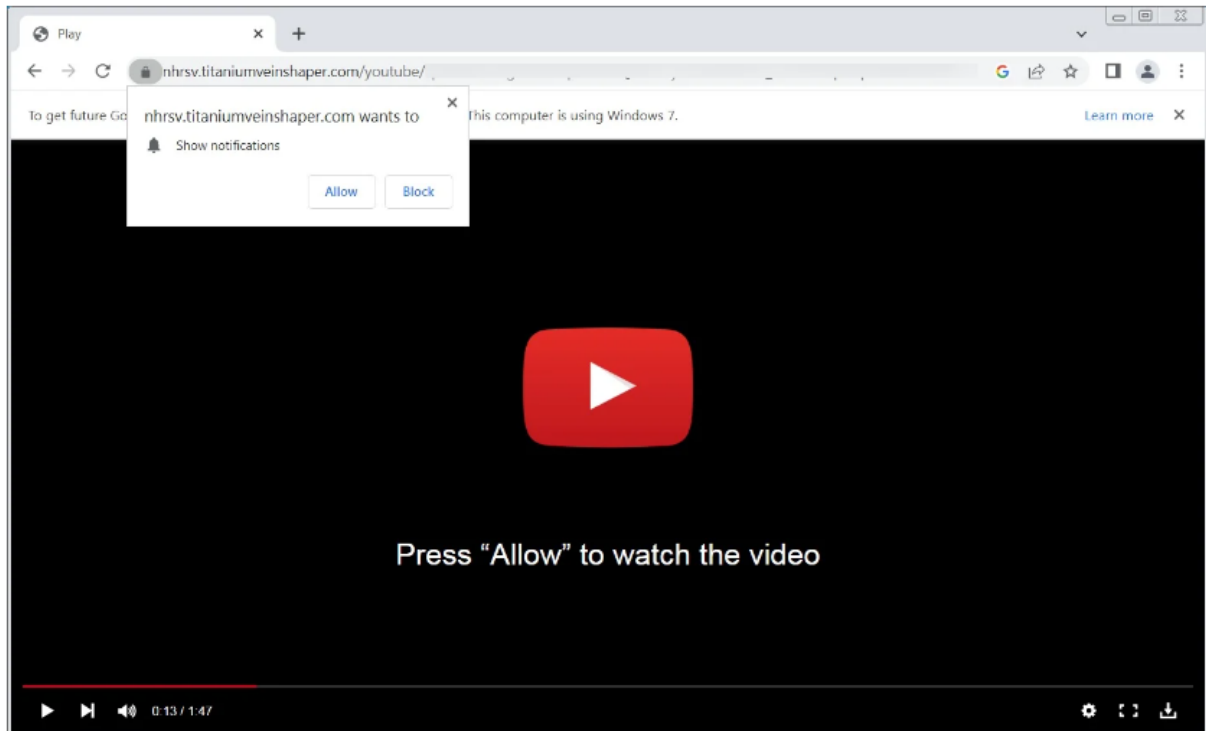 Play
nhrsv.titaniumveinshaper.com/youtube/
To get future Go
This computer is using Windows 7.
Learn more
nhrsv.titaniumveinshaper.com wants to
Show notifications
Allow
Block
Press “Allow” to watch the video
0:13 / 1:47